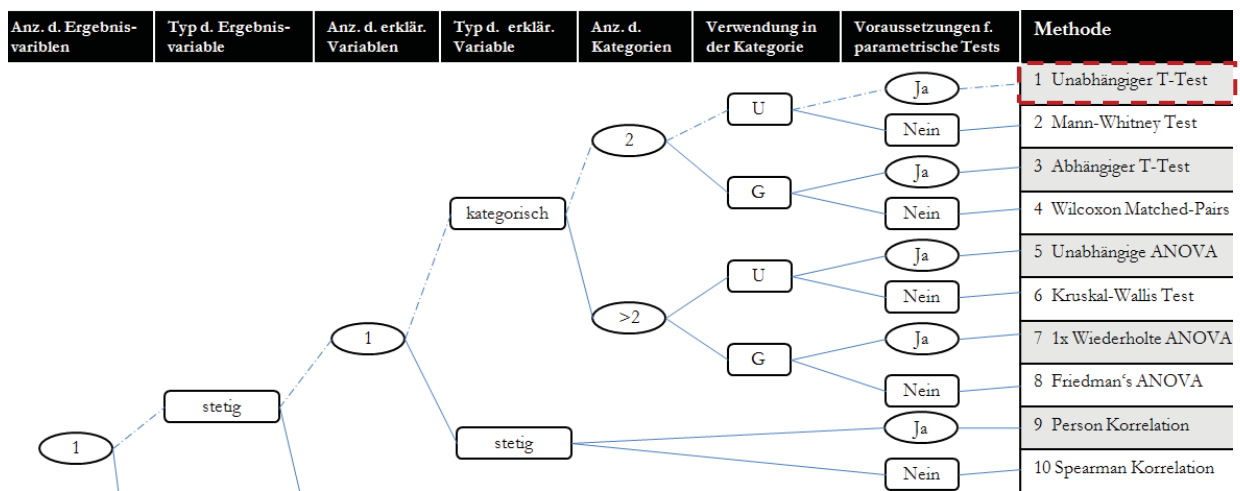 Anz. d. Ergebnis-
variblen
Typ d. Ergebnis-
variable
Anz. d. erklär.
Variablen
Typ d. erklär.
Variable
Anz. d.
Kategorien
Verwendung in
der Kategorie
Voraussetzungen f.
parametrische Tests
Methode
Ja
1 Unabhängiger T-Test
U
Nein
2 Mann-Whitney Test
2
Ja
3 Abhängiger T-Test
G
Nein
4 Wilcoxon Matched-Pairs
kategorisch
Ja
5 Unabhängige ANOVA
U
Nein
6 Kruskal-Wallis Test
>2
Ja
7 1x Wiederholte ANOVA
1
G
Nein
8 Friedman's ANOVA
stetig
Ja
9 Person Korrelation
1
stetig
Nein
10 Spearman Korrelation